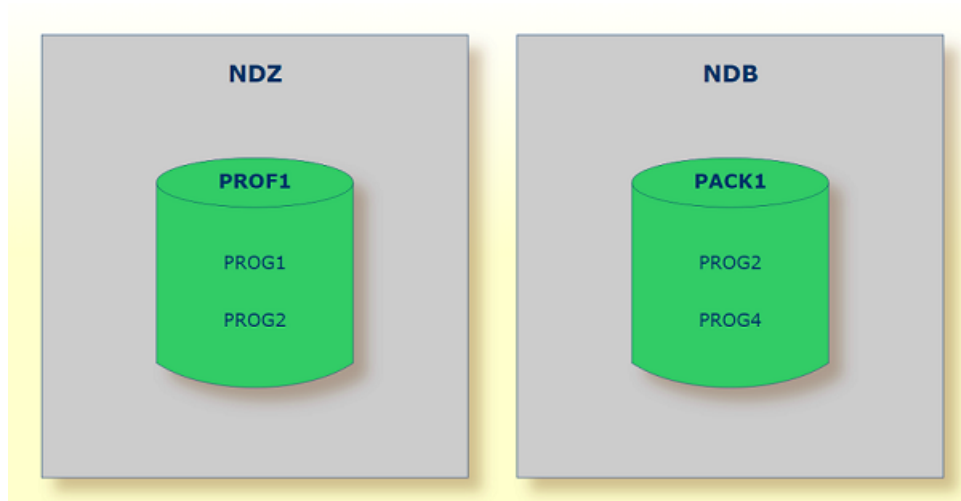 NDZ
PROF1
PROG1
PROG2
NDB
PACK1
PROG2
PROG4